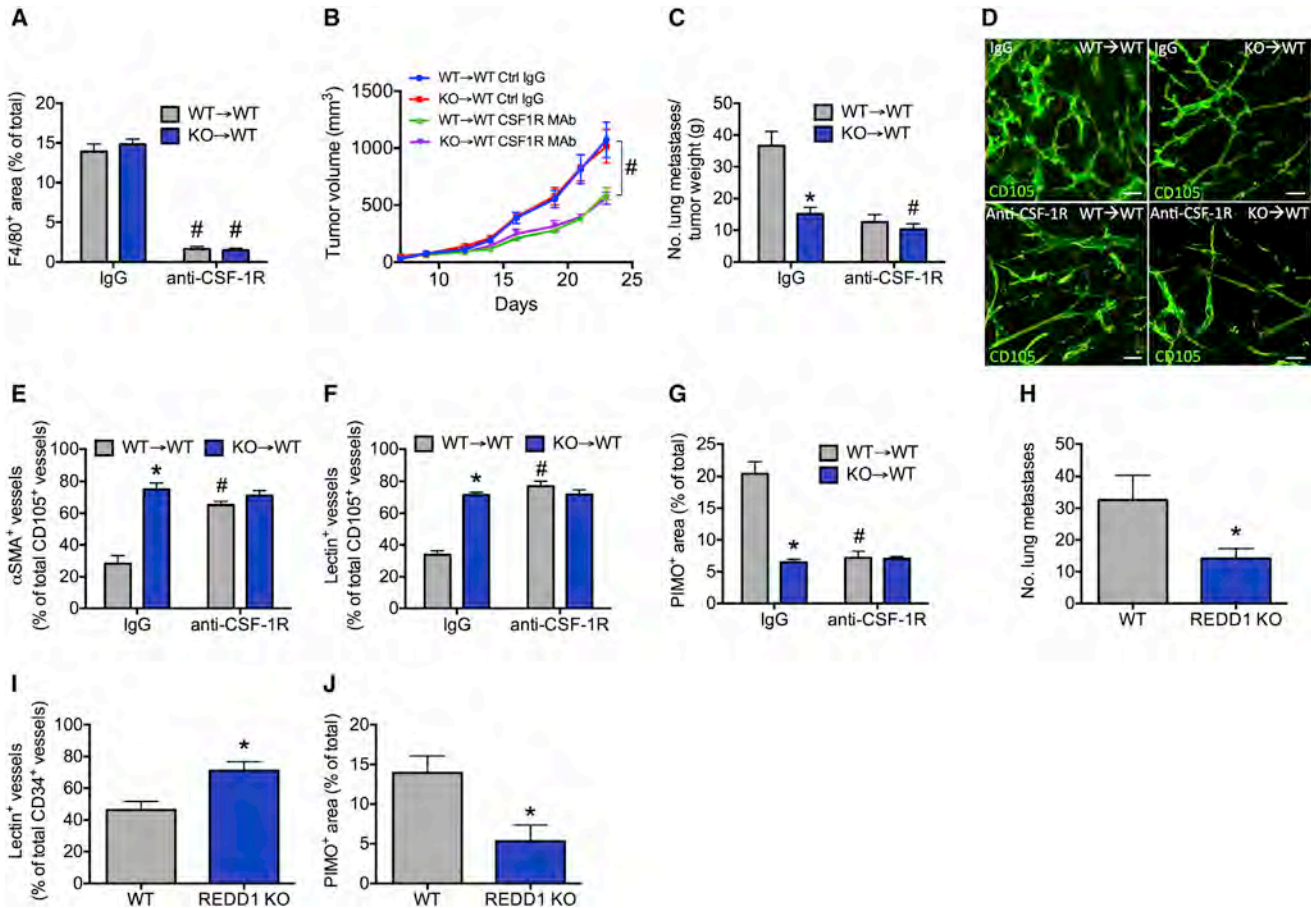 A
F4/80+ area (% of total)
20
15
10
5
0
WT→WT
KO→WT
#
#
IgG
anti-CSF-1R
B
Tumor volume (mm3)
1500
1000
500
0
WT→WT Ctrl IgG
KO→WT Ctrl IgG
WT→WT CSF1R MAb
KO→WT CSF1R MAb
#
10
15
20
25
Days
C
No. lung metastases/
tumor weight (g)
50
40
30
20
10
0
WT→WT
KO→WT
*
#
IgG
anti-CSF-1R
D
IgG WT→WT
CD105
IgG KO→WT
CD105
Anti-CSF-1R WT→WT
CD105
Anti-CSF-1R KO→WT
CD105
E
αSMA+ vessels
(% of total CD105+ vessels)
100
80
60
40
20
0
WT→WT
KO→WT
*
#
IgG
anti-CSF-1R
F
Lectin+ vessels
(% of total CD105+ vessels)
100
80
60
40
20
0
WT→WT
KO→WT
*
#
IgG
anti-CSF-1R
G
PIMO+ area (% of total)
25
20
15
10
5
0
WT→WT
KO→WT
*
#
IgG
anti-CSF-1R
H
No. lung metastases
50
40
30
20
10
0
*
WT
REDD1 KO
I
Lectin+ vessels
(% of total CD34+ vessels)
100
80
60
40
20
0
*
WT
REDD1 KO
J
PIMO+ area (% of total)
20
15
10
5
0
*
WT
REDD1 KO